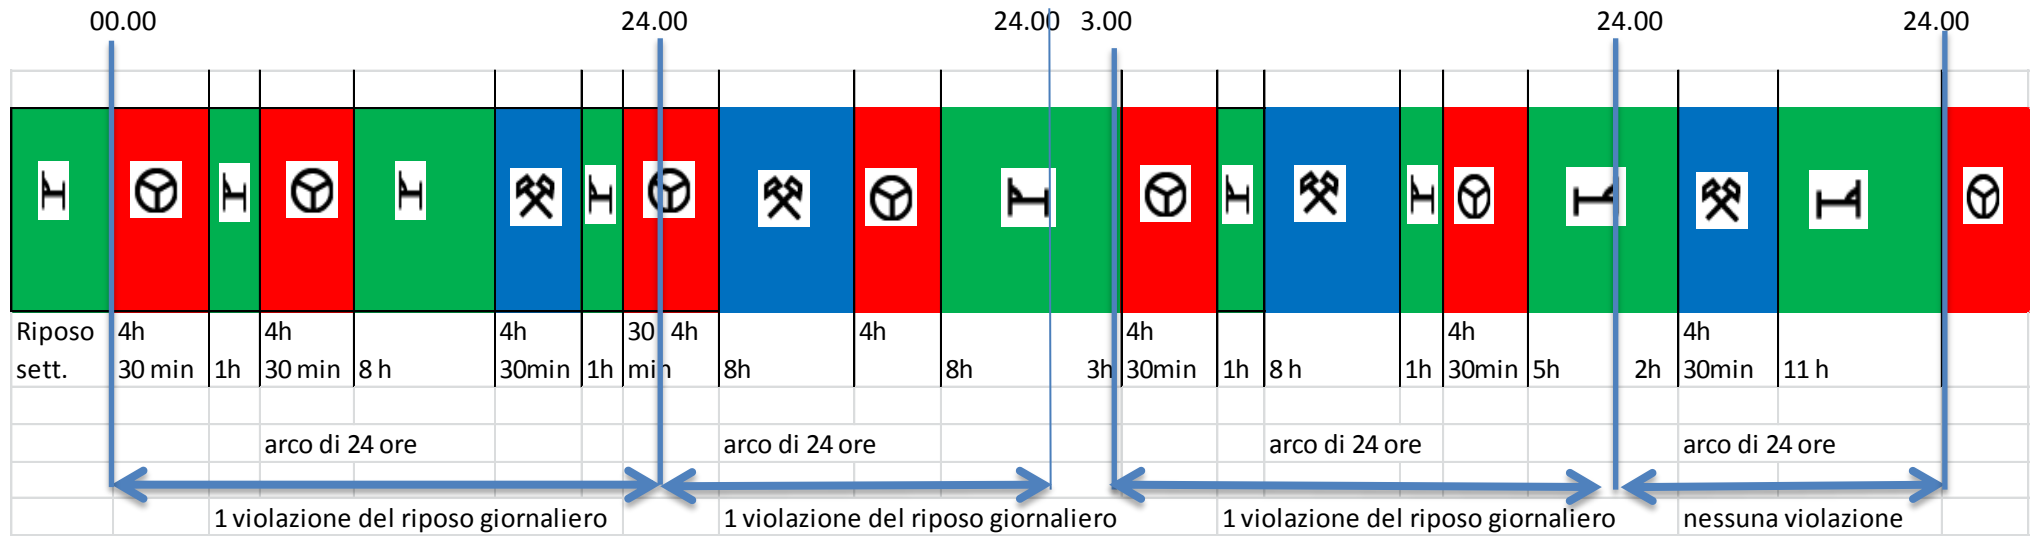 00.00 24.00 24.00 3.00 24.00 24.00
Riposo 4h 4h 4h 30 4h 4h 4h 4h 4h
sett. 30 min 1h 30 min 8 h 30min 1h min 8h 8h 3h 30min 1h 8 h 1h 30min 5h 2h 30min 11 h
arco di 24 ore arco di 24 ore arco di 24 ore arco di 24 ore
1 violazione del riposo giornaliero 1 violazione del riposo giornaliero 1 violazione del riposo giornaliero nessuna violazione